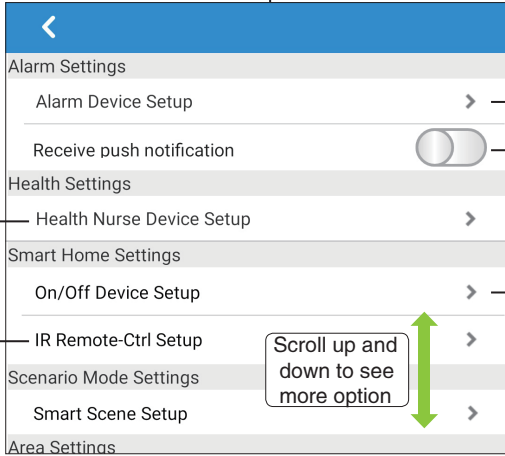 Alarm Settings
Alarm Device Setup
Receive push notification
Health Settings
Health Nurse Device Setup
Smart Home Settings
On/Off Device Setup
IR Remote-Ctrl Setup
Scroll up and
down to see
more option
Scenario Mode Settings
Smart Scene Setup
Area Settings